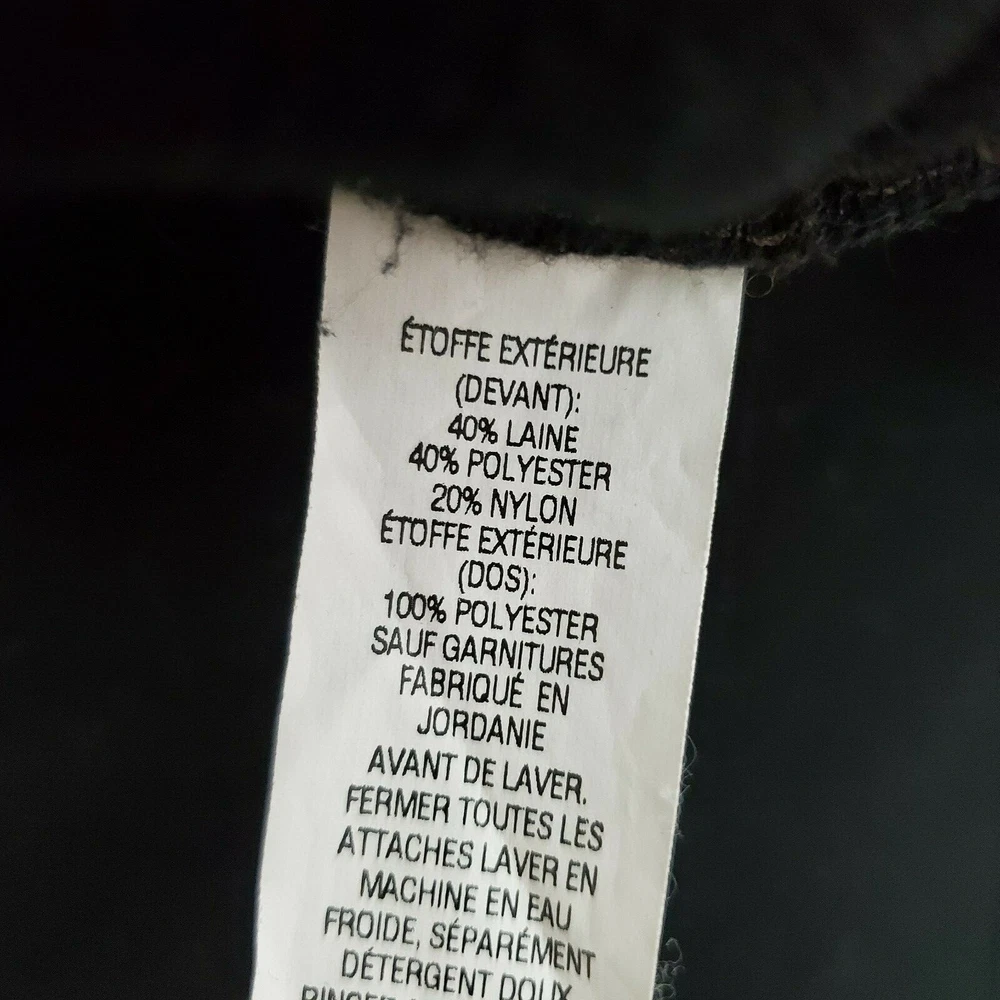 ÉTOFFE EXTÉRIEURE
(DEVANT):
40% LAINE
40% POLYESTER
20% NYLON
ÉTOFFE EXTÉRIEURE
(DOS):
100% POLYESTER
SAUF GARNITURES
FABRIQUÉ EN
JORDANIE
AVANT DE LAVER,
FERMER TOUTES LES
ATTACHES LAVER EN
MACHINE EN EAU
FROIDE, SÉPARÉMENT
DÉTERGENT DOUX